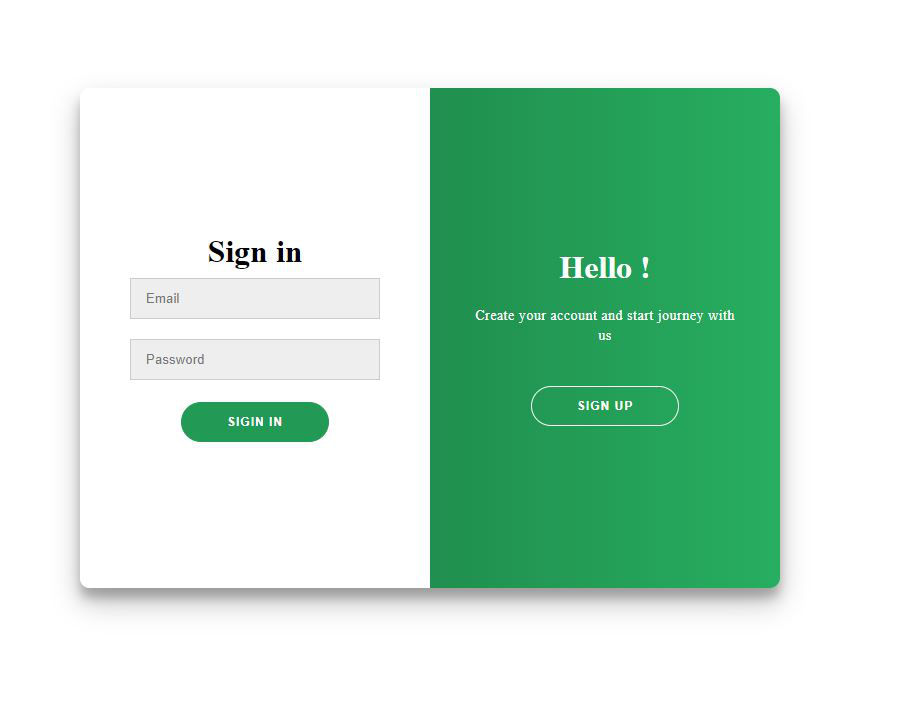 Sign in
Email
Password
SIGIN IN
Hello !
Create your account and start journey with
us
SIGN UP